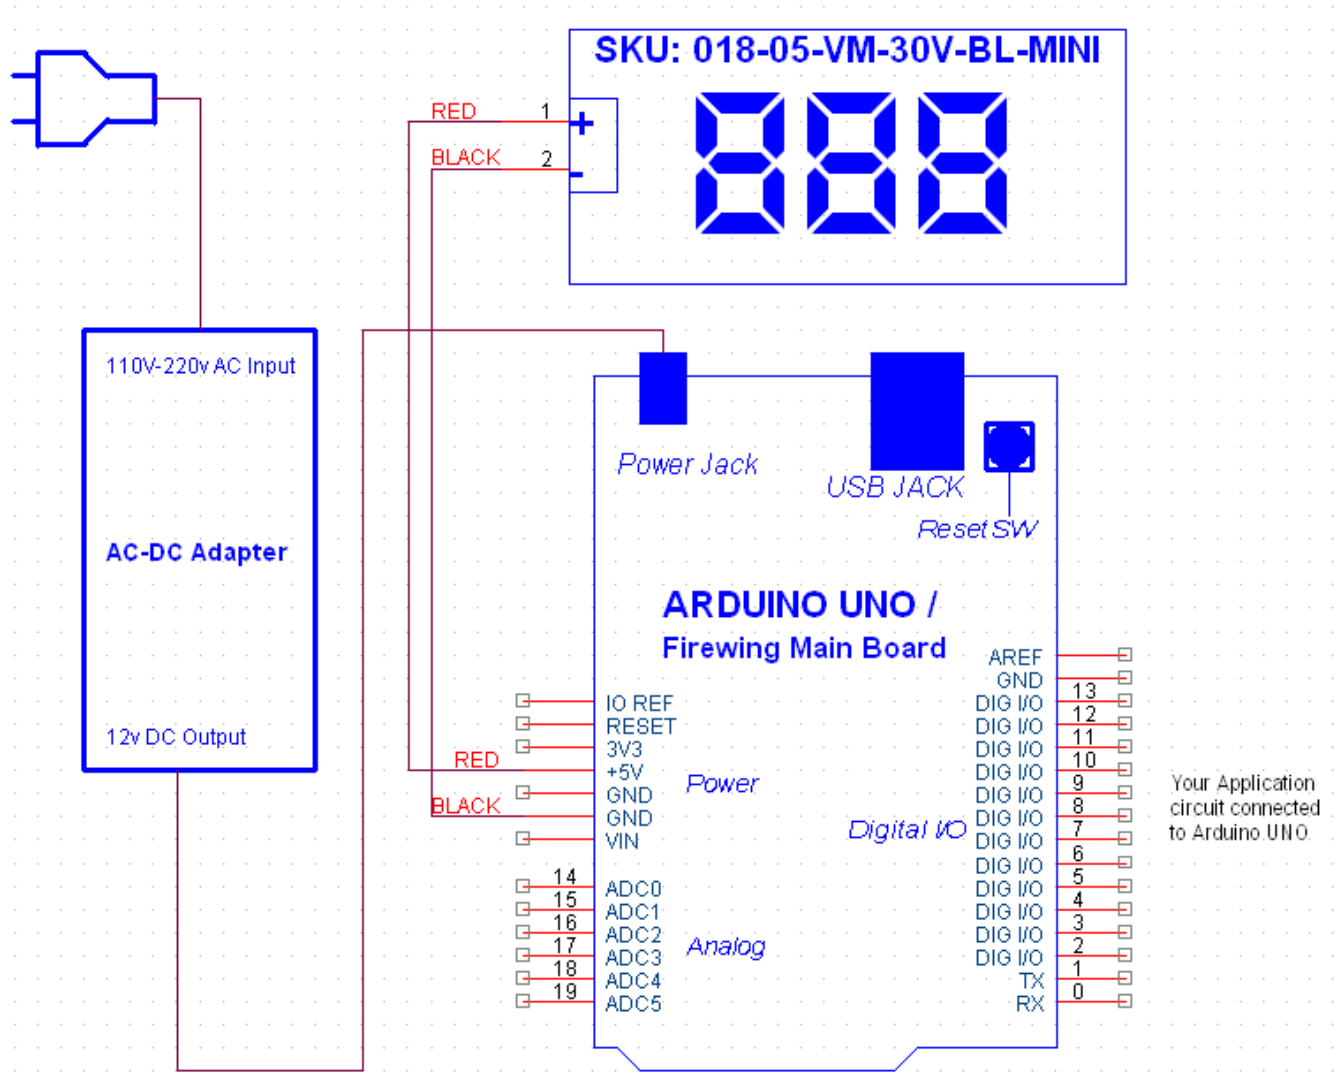 SKU: 018-05-VM-30V-BL-MINI
RED 1 +
BLACK 2 -
110V-220v AC Input
AC-DC Adapter
12v DC Output
Power Jack
USB JACK
Reset SW
ARDUINO UNO /
Firewing Main Board
IO REF
RESET
3V3
RED +5V
GND
BLACK GND
VIN
Power
14 ADC0
15 ADC1
16 ADC2
17 ADC3
18 ADC4
19 ADC5
Analog
AREF
GND
DIG I/O 13
DIG I/O 12
DIG I/O 11
DIG I/O 10
DIG I/O 9
DIG I/O 8
DIG I/O 7
DIG I/O 6
DIG I/O 5
DIG I/O 4
DIG I/O 3
DIG I/O 2
TX 1
RX 0
Digital I/O
Your Application
circuit connected
to Arduino UNO.